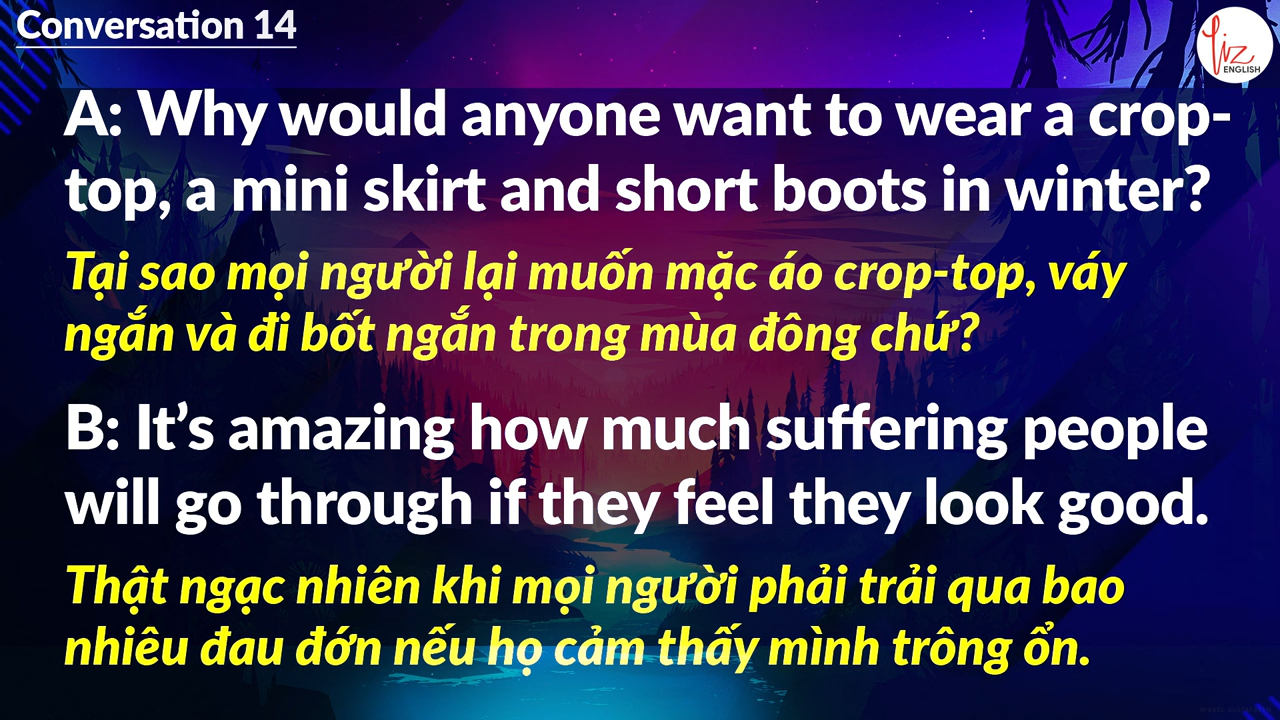 Conversation 14
Liz
ENGLISH
A: Why would anyone want to wear a crop-
top, a mini skirt and short boots in winter?
Tại sao mọi người lại muốn mặc áo crop-top, váy
ngắn và đi bốt ngắn trong mùa đông chứ?
B: It’s amazing how much suffering people
will go through if they feel they look good.
Thật ngạc nhiên khi mọi người phải trải qua bao
nhiêu đau đớn nếu họ cảm thấy mình trông ổn.